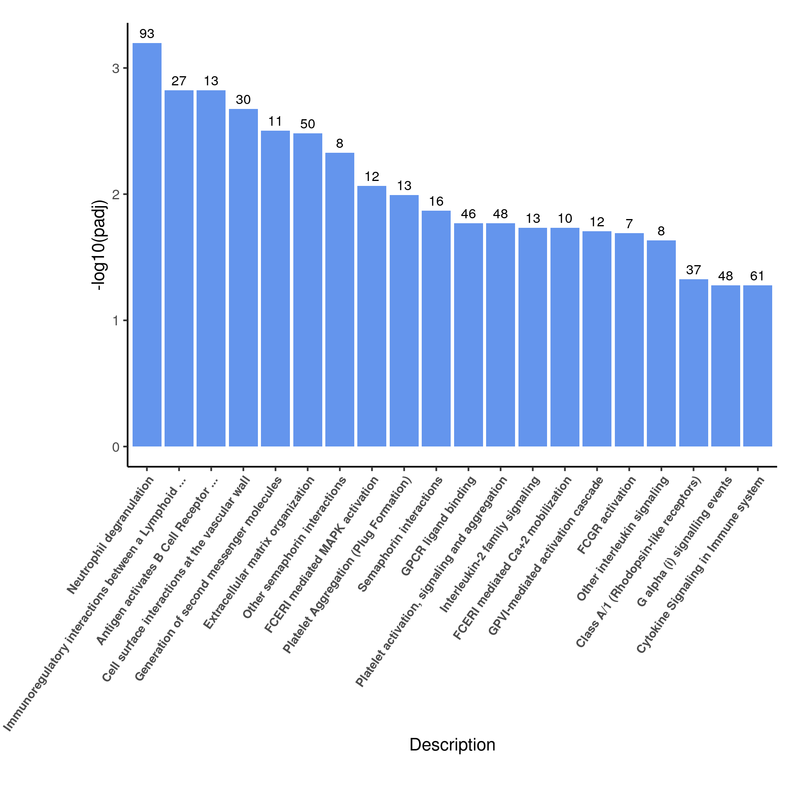 93
27
13
30
11
50
8
12
13
16
46
48
13
10
12
7
8
37
48
61
-log10(padj)
3
2
1
0
Neutrophil degranulation
Immunoregulatory interactions between a Lymphoid ...
Antigen activates B Cell Receptor ...
Cell surface interactions at the vascular wall
Generation of second messenger molecules
Extracellular matrix organization
Other semaphorin interactions
FCERI mediated MAPK activation
Platelet Aggregation (Plug Formation)
Semaphorin interactions
GPCR ligand binding
Platelet activation, signaling and aggregation
Interleukin-2 family signaling
FCERI mediated Ca+2 mobilization
GPVI-mediated activation cascade
FCGR activation
Other interleukin signaling
Class A/1 (Rhodopsin-like receptors)
G alpha (i) signalling events
Cytokine Signaling in Immune system
Description